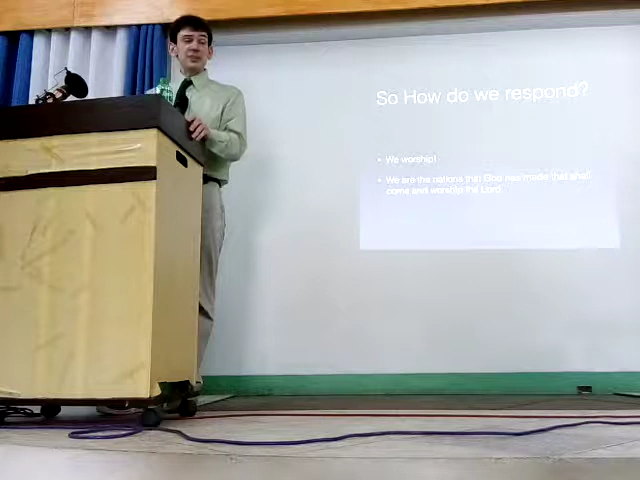 So How do we respond?
• We worship!
• We are the nations that God has made that shall
come and worship the Lord